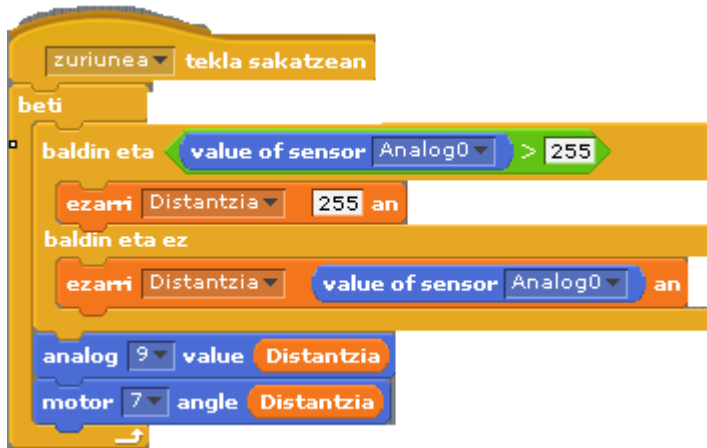 zuriunea tekla sakatzean
beti
baldin eta value of sensor Analog0 > 255
ezarri Distantzia 255 an
baldin eta ez
ezarri Distantzia value of sensor Analog0 an
analog 9 value Distantzia
motor 7 angle Distantzia